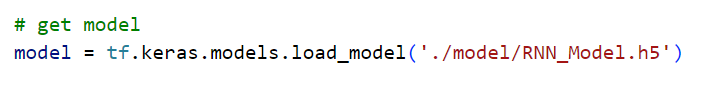 # get model
model = tf.keras.models.load_model('./model/RNN_Model.h5')